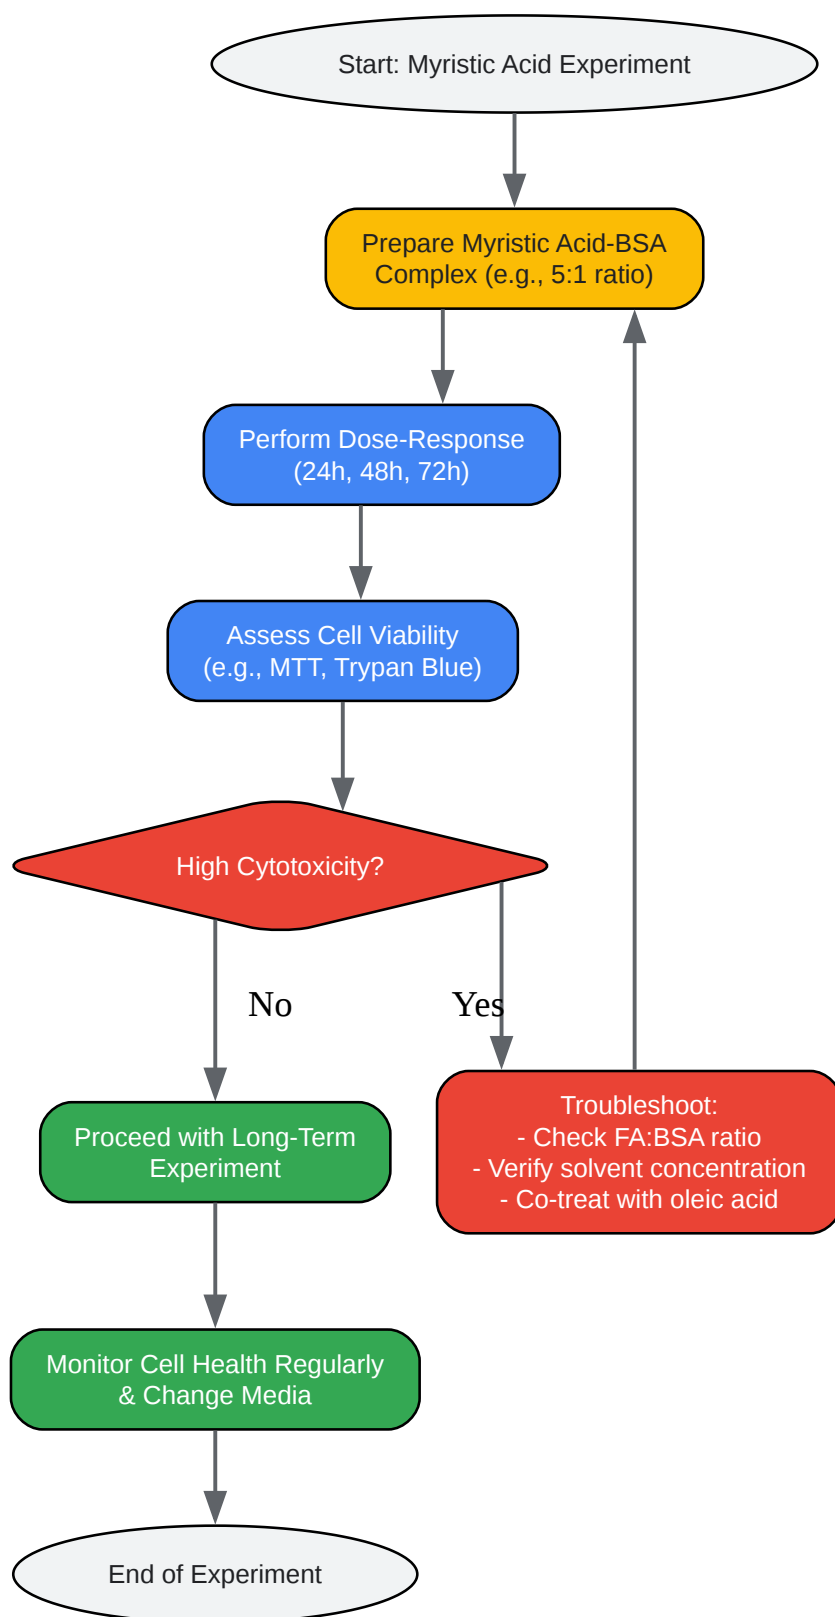 Start: Myristic Acid Experiment
Prepare Myristic Acid-BSA
Complex (e.g., 5:1 ratio)
Perform Dose-Response
(24h, 48h, 72h)
Assess Cell Viability
(e.g., MTT, Trypan Blue)
High Cytotoxicity?
No
Yes
Troubleshoot:
- Check FA:BSA ratio
- Verify solvent concentration
- Co-treat with oleic acid
Proceed with Long-Term
Experiment
Monitor Cell Health Regularly
& Change Media
End of Experiment